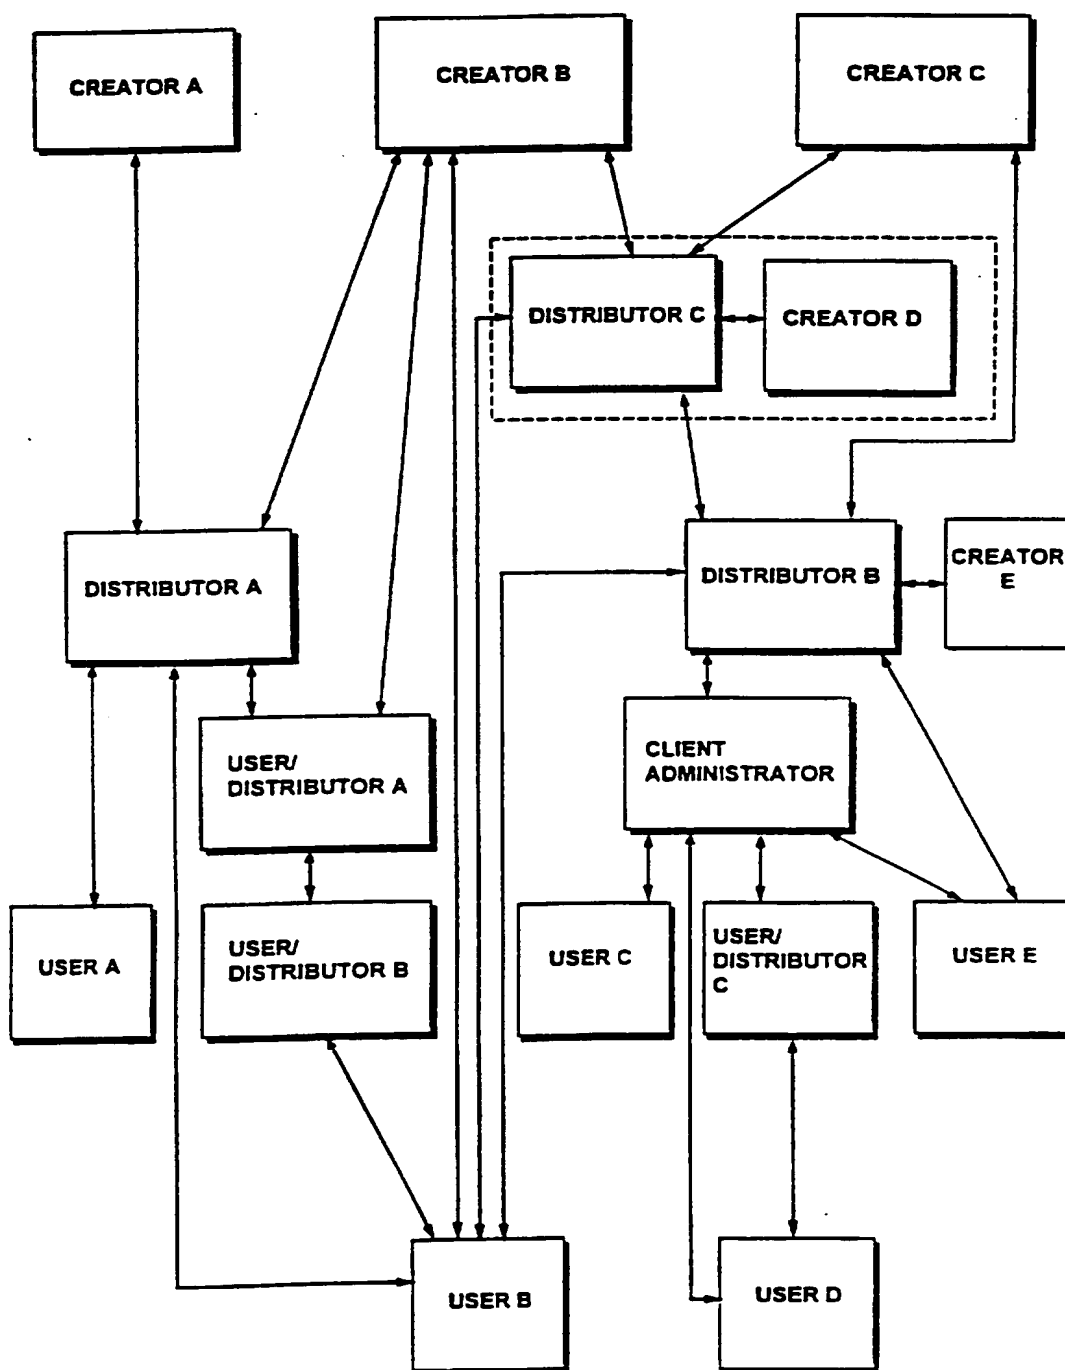 CREATOR A
CREATOR B
CREATOR C
DISTRIBUTOR C
CREATOR D
DISTRIBUTOR A
DISTRIBUTOR B
CREATOR
E
USER/
DISTRIBUTOR A
CLIENT
ADMINISTRATOR
USER A
USER/
DISTRIBUTOR B
USER C
USER/
DISTRIBUTOR
C
USER E
USER B
USER D